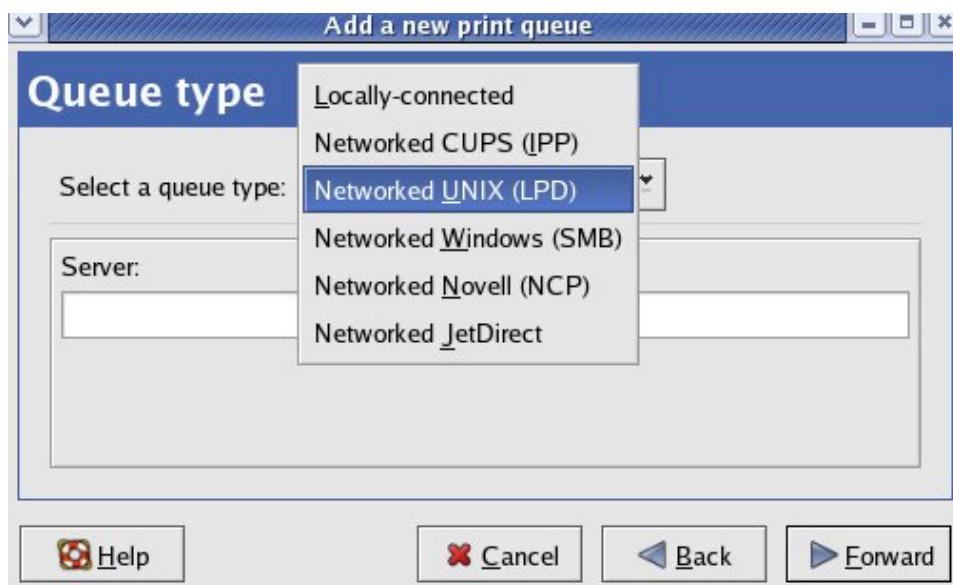 Add a new print queue
Queue type
Select a queue type:
Locally-connected
Networked CUPS (IPP)
Networked UNIX (LPD)
Networked Windows (SMB)
Networked Novell (NCP)
Networked JetDirect
Server:
Help
Cancel
Back
Forward